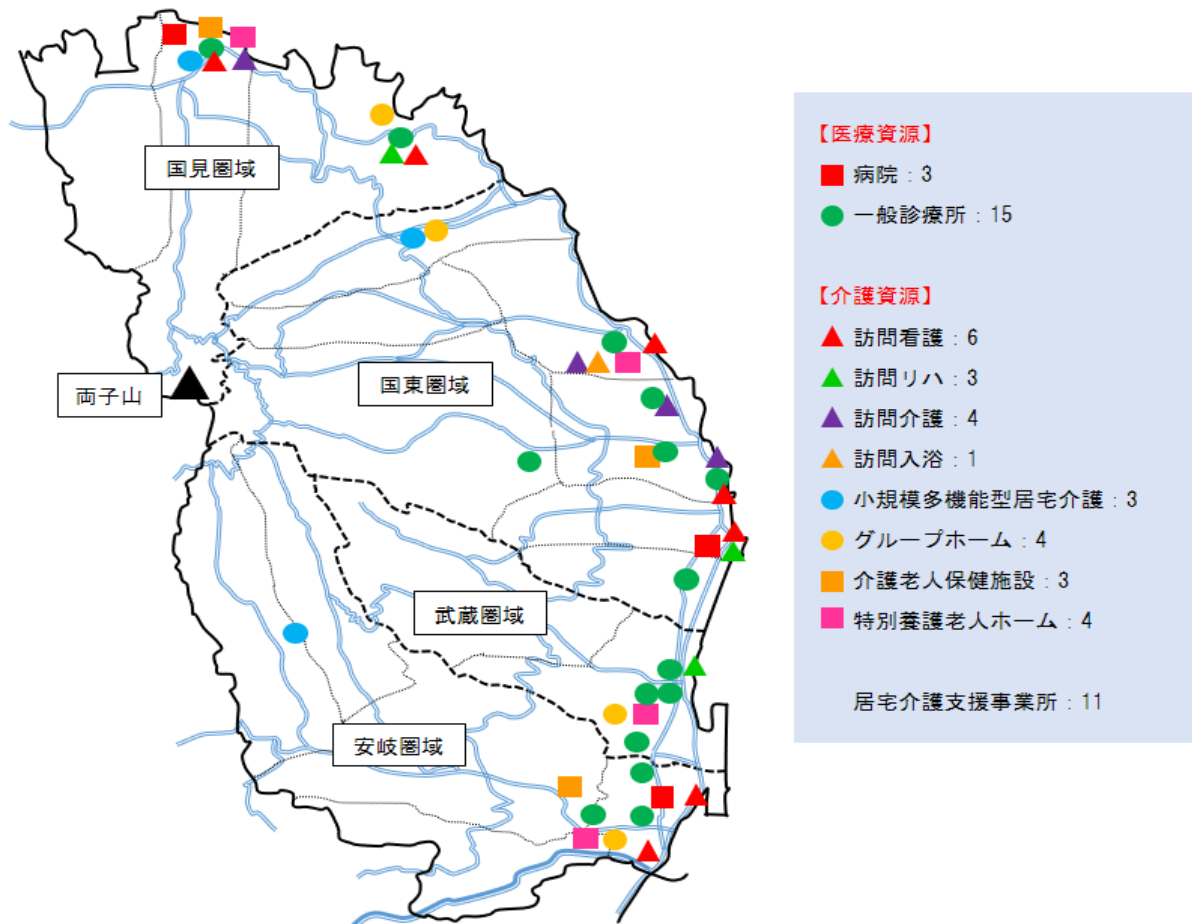 国見圏域
両子山
国東圏域
武蔵圏域
安岐圏域
【医療資源】
病院：3
一般診療所：15
【介護資源】
訪問看護：6
訪問リハ：3
訪問介護：4
訪問入浴：1
小規模多機能型居宅介護：3
グループホーム：4
介護老人保健施設：3
特別養護老人ホーム：4
居宅介護支援事業所：11